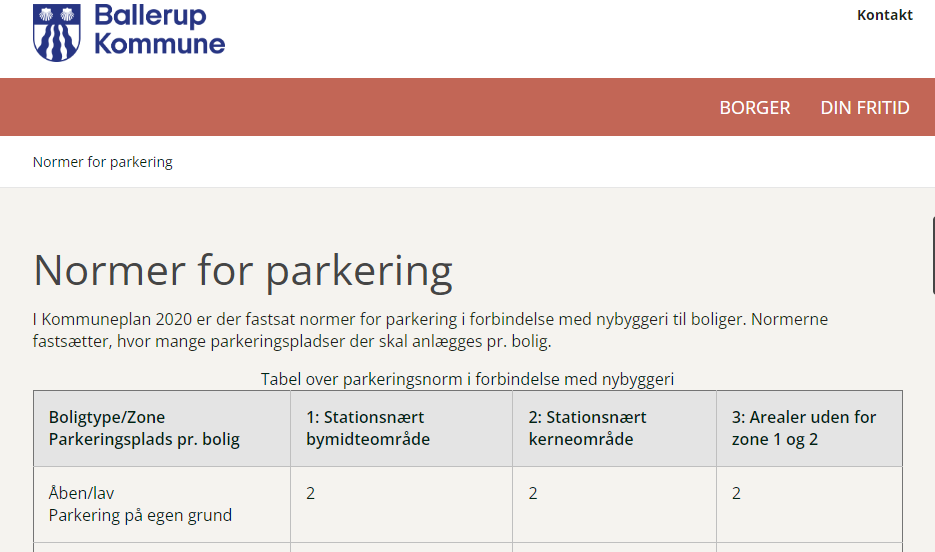 Ballerup
Kommune
Kontakt
BORGER DIN FRITID
Normer for parkering
Normer for parkering
I Kommuneplan 2020 er der fastsat normer for parkering i forbindelse med nybyggeri til boliger. Normerne
fastsætter, hvor mange parkeringspladser der skal anlægges pr. bolig.
Tabel over parkeringsnorm i forbindelse med nybyggeri
Boligtype/Zone
Parkeringsplads pr. bolig
1: Stationsnært
bymidteområde
2: Stationsnært
kerneområde
3: Arealer uden for
zone 1 og 2
Åben/lav
Parkering på egen grund
2
2
2